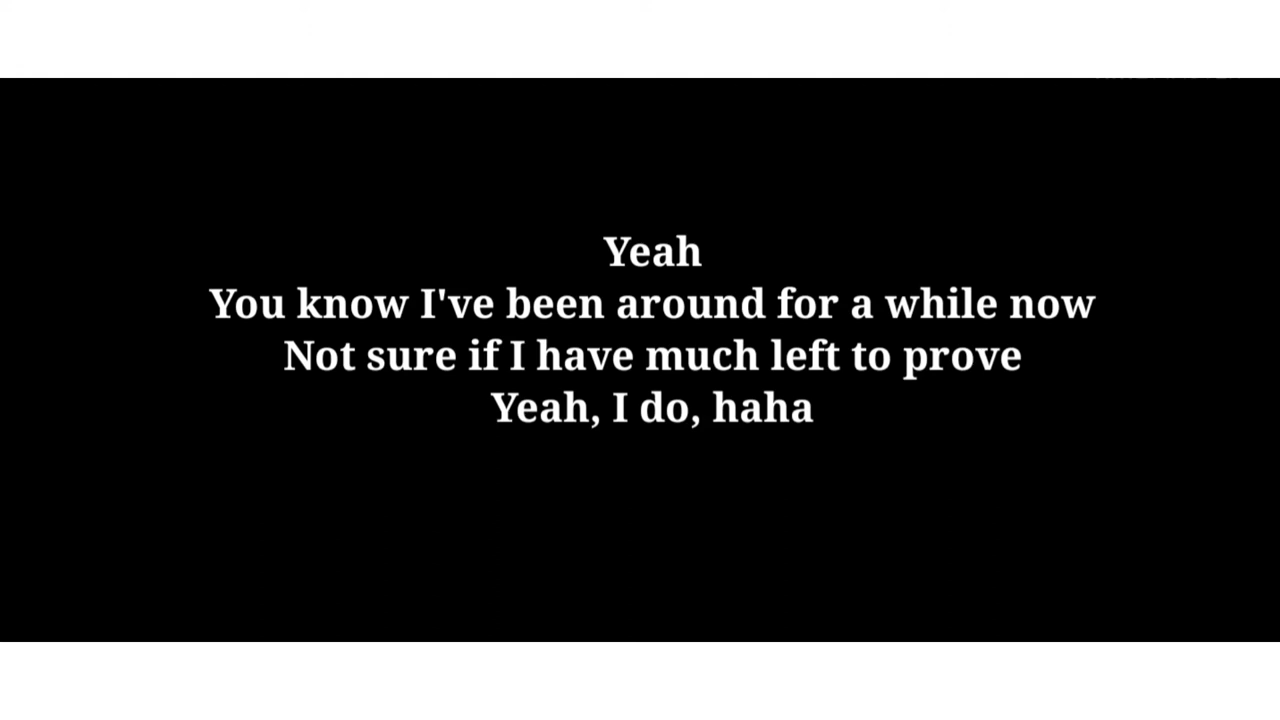 Yeah
You know I've been around for a while now
Not sure if I have much left to prove
Yeah, I do, haha